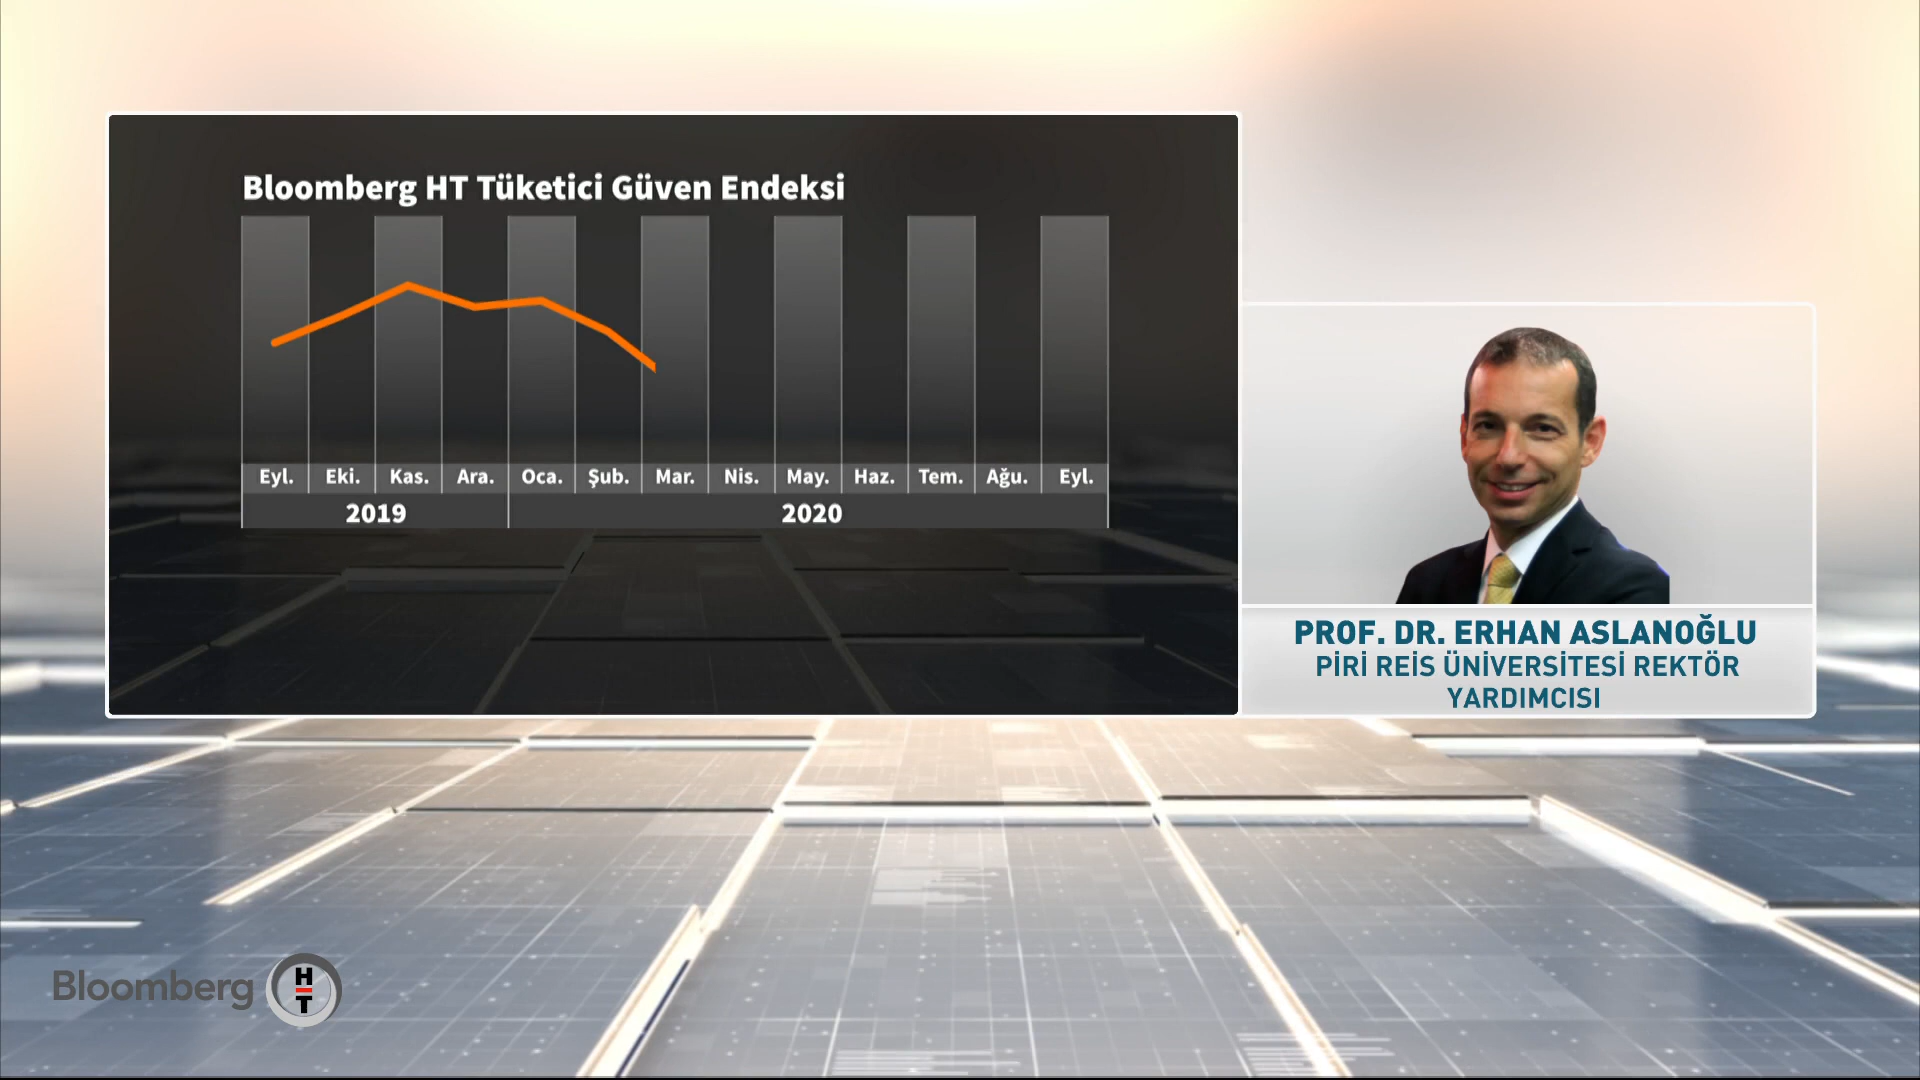 Bloomberg HT Tüketici Güven Endeksi
Eyl. Eki. Kas. Ara. Oca. Şub. Mar. Nis. May. Haz. Tem. Ağu. Eyl.
2019 2020
PROF. DR. ERHAN ASLANOĞLU
PİRİ REİS ÜNİVERSİTESİ REKTÖR
YARDIMCISI
Bloomberg HT